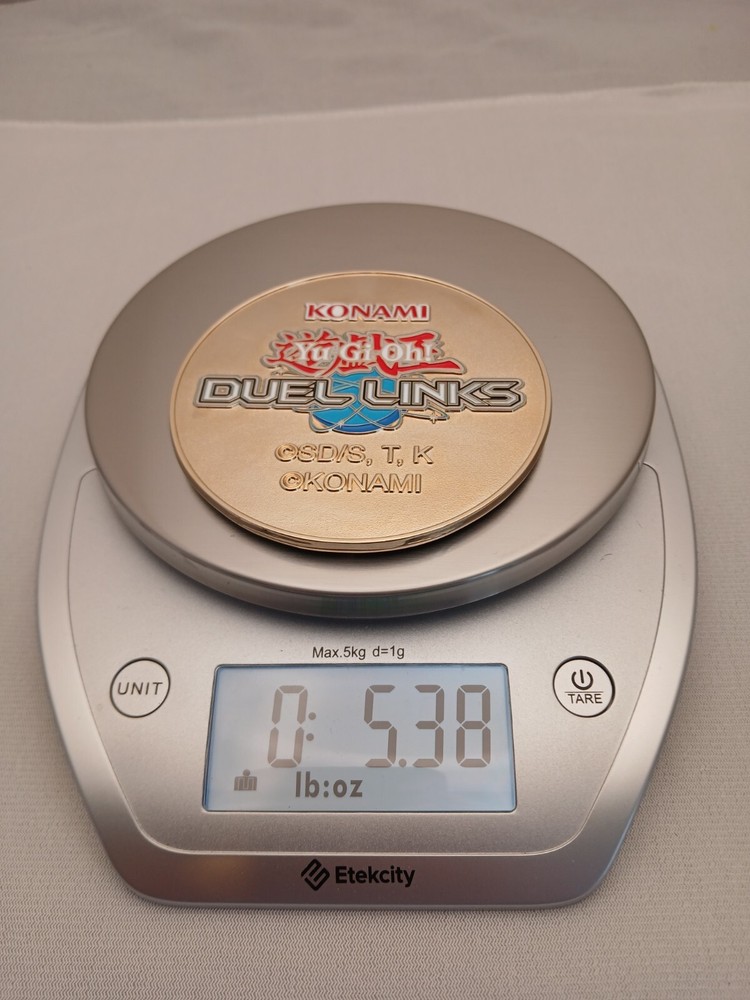 KONAMI
遊戯王
Yu-Gi-Oh!
DUEL LINKS
©SD/S, T, K
©KONAMI
Max.5kg d=1g
UNIT
TARE
0: 5.38
lb:oz
Etekcity